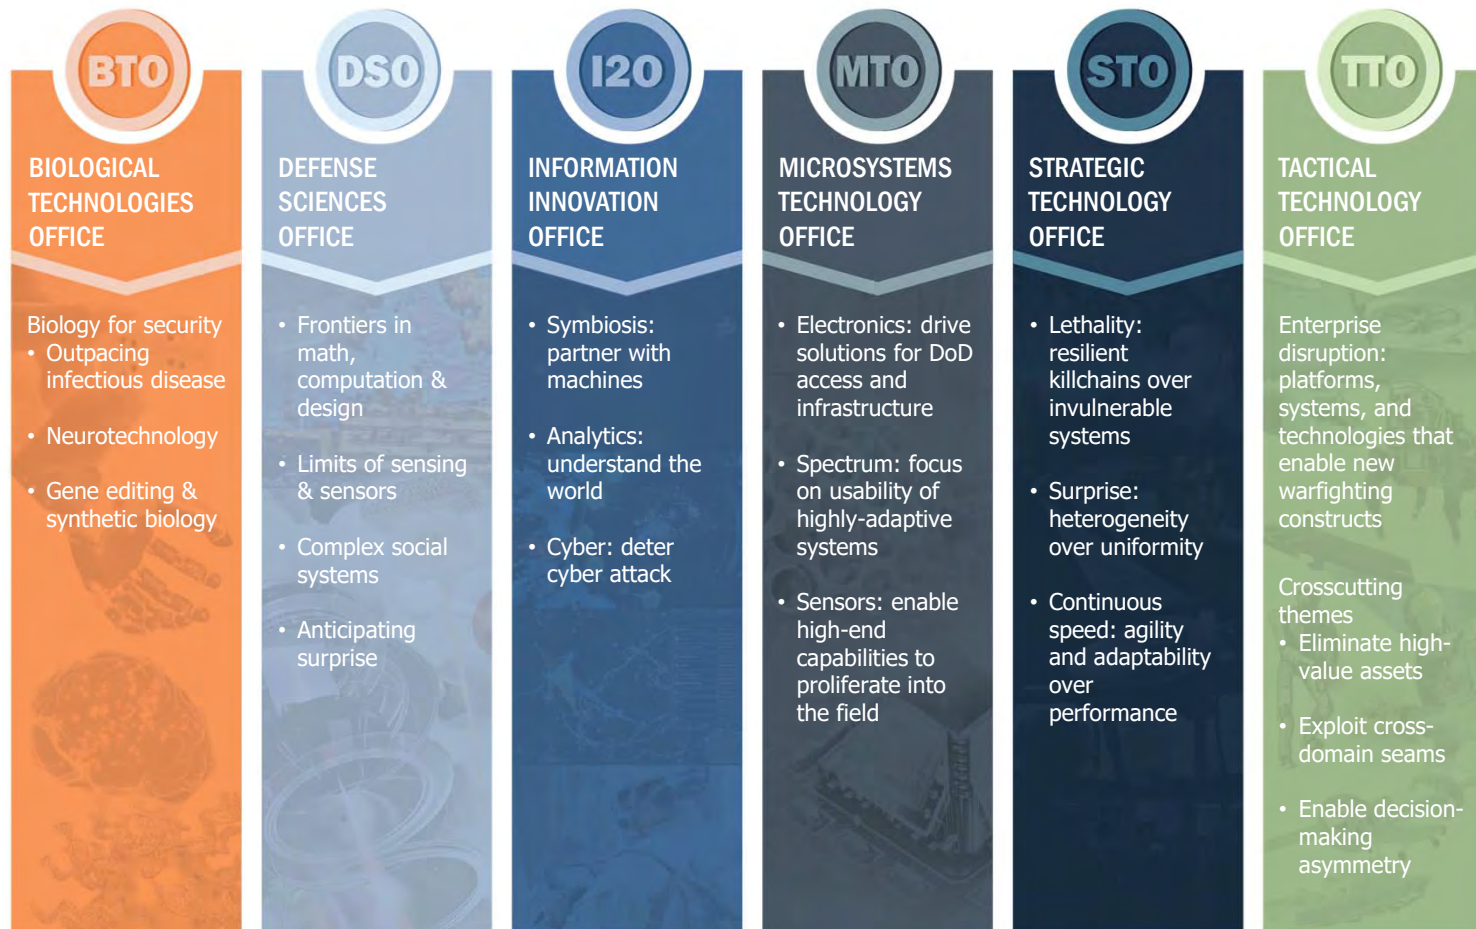 BTO
BIOLOGICAL
TECHNOLOGIES
OFFICE
Biology for security
• Outpacing
infectious disease
• Neurotechnology
• Gene editing &
synthetic biology
DSO
DEFENSE
SCIENCES
OFFICE
• Frontiers in
math,
computation &
design
• Limits of sensing
& sensors
• Complex social
systems
• Anticipating
surprise
I2O
INFORMATION
INNOVATION
OFFICE
• Symbiosis:
partner with
machines
• Analytics:
understand the
world
• Cyber: deter
cyber attack
MTO
MICROSYSTEMS
TECHNOLOGY
OFFICE
• Electronics: drive
solutions for DoD
access and
infrastructure
• Spectrum: focus
on usability of
highly-adaptive
systems
• Sensors: enable
high-end
capabilities to
proliferate into
the field
STO
STRATEGIC
TECHNOLOGY
OFFICE
• Lethality:
resilient
killchains over
invulnerable
systems
• Surprise:
heterogeneity
over uniformity
• Continuous
speed: agility
and adaptability
over
performance
TTO
TACTICAL
TECHNOLOGY
OFFICE
Enterprise
disruption:
platforms,
systems, and
technologies that
enable new
warfighting
constructs
Crosscutting
themes
• Eliminate high-
value assets
• Exploit cross-
domain seams
• Enable decision-
making
asymmetry